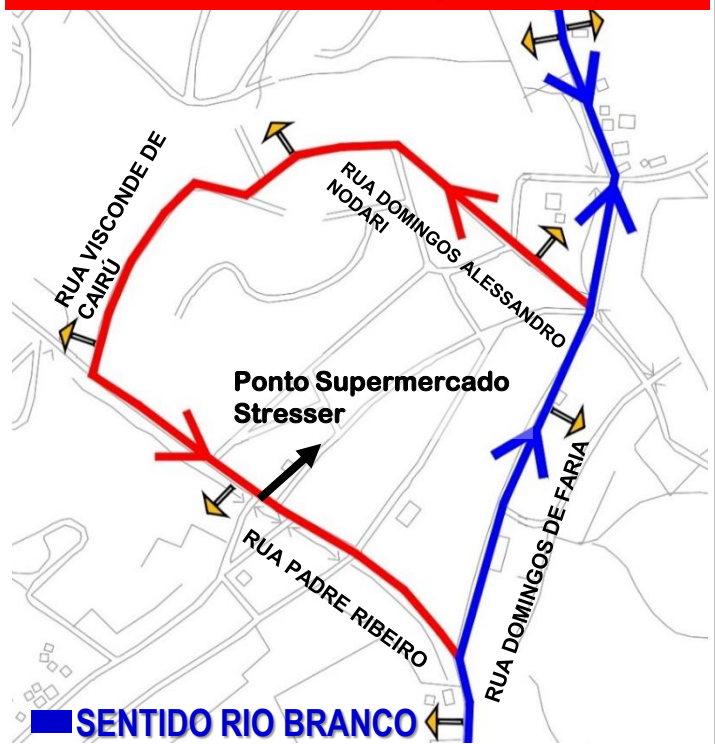 RUA VISCONDE DE
CAIRÚ
RUA DOMINGOS ALESSANDRO
NODARI
Ponto Supermercado
Stresser
RUA PADRE RIBEIRO
RUA DOMINGOS DE FARIA
SENTIDO RIO BRANCO